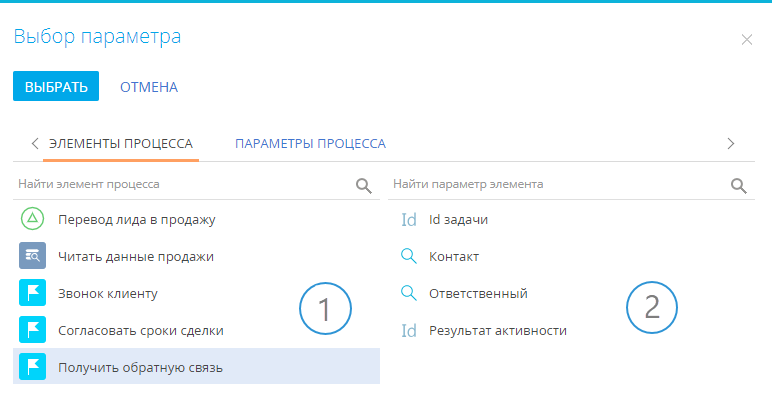 Выбор параметра
ВЫБРАТЬ ОТМЕНА
ЭЛЕМЕНТЫ ПРОЦЕССА ПАРАМЕТРЫ ПРОЦЕССА
Найти элемент процесса
Перевод лида в продажу
Читать данные продажи
Звонок клиенту
Согласовать сроки сделки
Получить обратную связь
1
Найти параметр элемента
Id Id задачи
Контакт
Ответственный
Id Результат активности
2